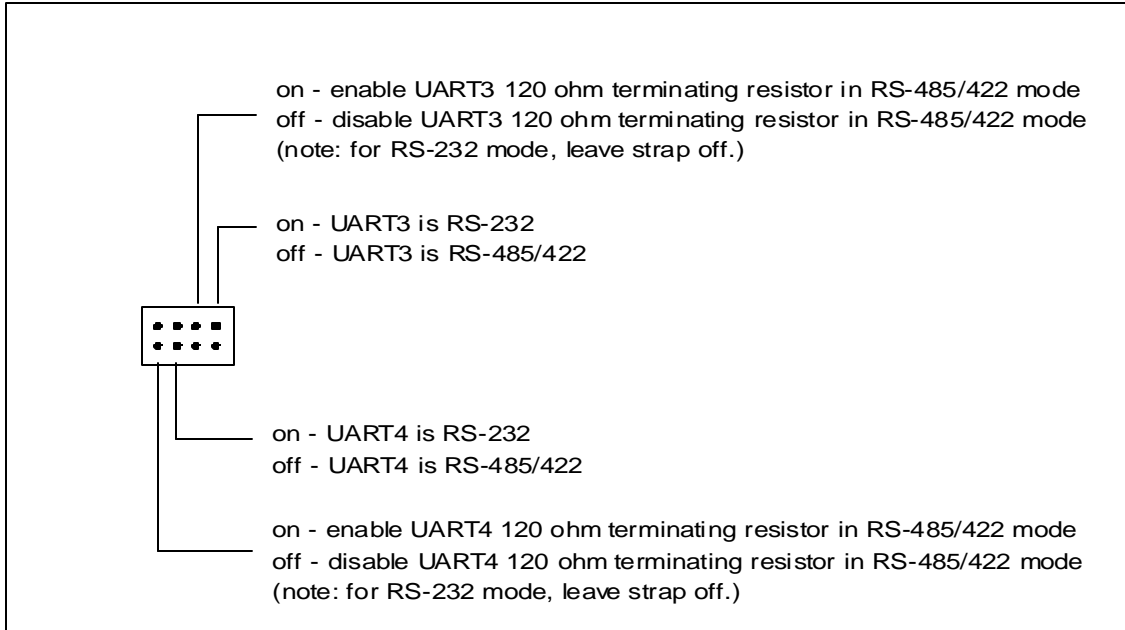 on - enable UART3 120 ohm terminating resistor in RS-485/422 mode
off - disable UART3 120 ohm terminating resistor in RS-485/422 mode
(note: for RS-232 mode, leave strap off.)
on - UART3 is RS-232
off - UART3 is RS-485/422
on - UART4 is RS-232
off - UART4 is RS-485/422
on - enable UART4 120 ohm terminating resistor in RS-485/422 mode
off - disable UART4 120 ohm terminating resistor in RS-485/422 mode
(note: for RS-232 mode, leave strap off.)